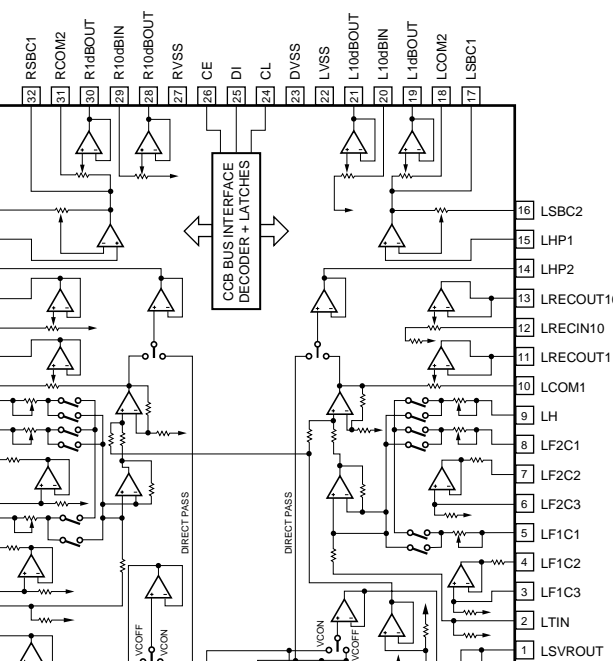 RSBC1
RCOM2
R1dBOUT
R10dBIN
R10dBOUT
RVSS
CE
DI
CL
DVSS
LVSS
L10dBOUT
L10dBIN
L1dBOUT
LCOM2
LSBC1
32
31
30
29
28
27
26
25
24
23
22
21
20
19
18
17
CCB BUS INTERFACE
DECODER + LATCHES
16 LSBC2
15 LHP1
14 LHP2
13 LRECOUT10
12 LRECIN10
11 LRECOUT1
10 LCOM1
9 LH
8 LF2C1
7 LF2C2
6 LF2C3
5 LF1C1
4 LF1C2
3 LF1C3
2 LTIN
1 LSVROUT
DIRECT PASS
DIRECT PASS
VCOFF
VCON
VCON
VCOFF